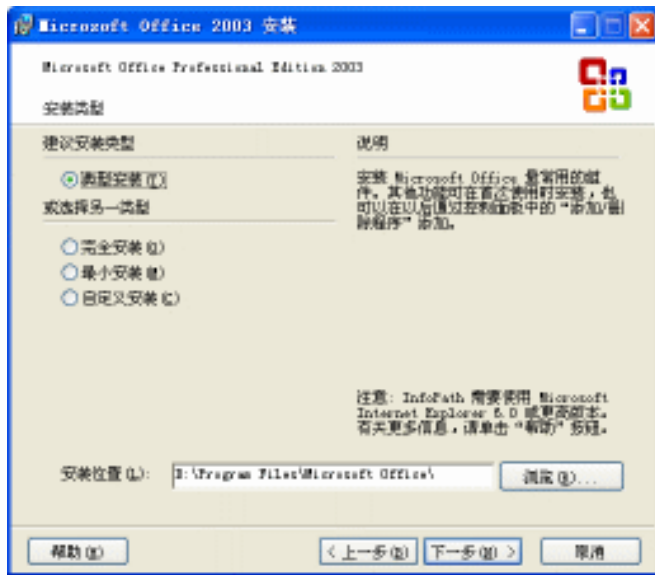 Microsoft Office 2003 安装
Microsoft Office Professional Edition 2003
安装类型
建议安装类型
典型安装(T)
或选择另一类型
完全安装(O)
最小安装(M)
自定义安装(C)
说明
安装 Microsoft Office 最常用的组
件。其他功能可在首次使用时安装，也
可以在以后通过控制面板中的“添加/删
除程序”添加。
注意: InfoPath 需要使用 Microsoft
Internet Explorer 6.0 或更高版本。
有关更多信息，请单击“帮助”按钮。
安装位置(L):
D:\Program Files\Microsoft Office\
浏览(B)...
帮助(H)
< 上一步(B)
下一步(N) >
取消